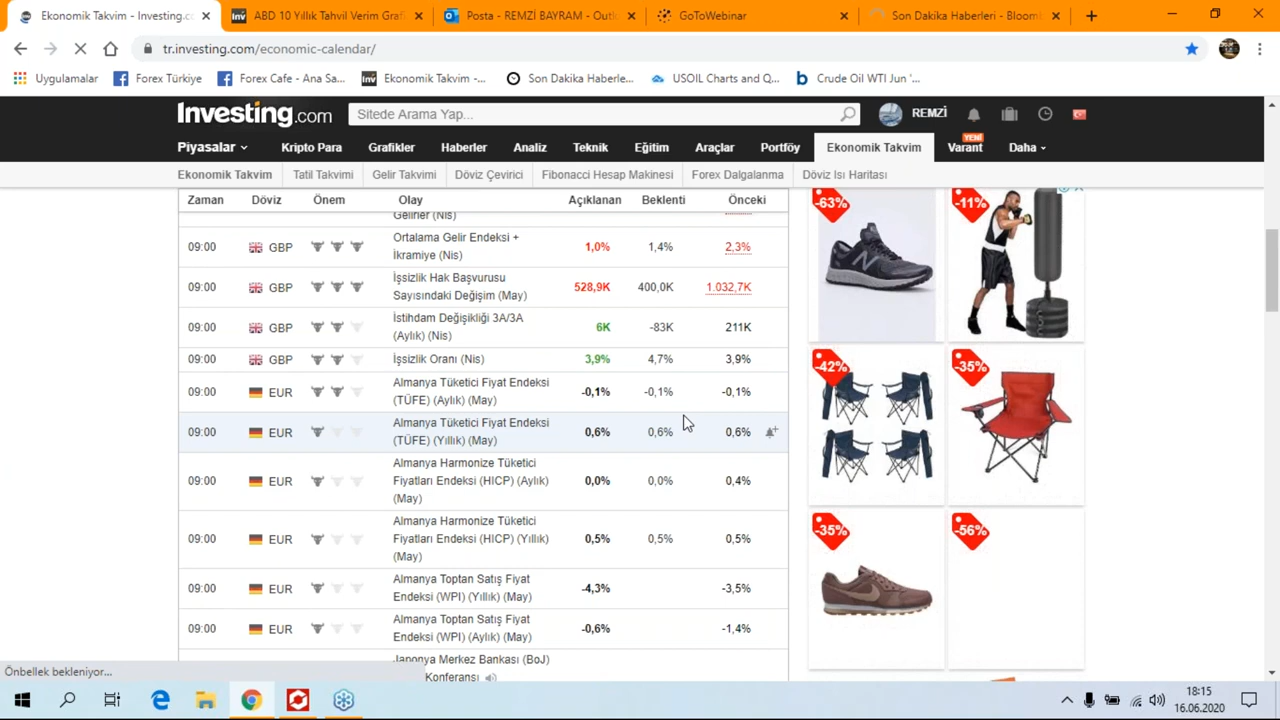 Ekonomik Takvim - Investing.co
ABD 10 Yıllık Tahvil Verim Grafi
Posta - REMZİ BAYRAM - Outlo
GoToWebinar
Son Dakika Haberleri - Bloomb
tr.investing.com/economic-calendar/
Uygulamalar
Forex Türkiye
Forex Cafe - Ana Sa...
Ekonomik Takvim -...
Son Dakika Haberle...
USOIL Charts and Q...
Crude Oil WTI Jun '...
Investing.com
Sitede Arama Yap...
REMZİ
Piyasalar
Kripto Para
Grafikler
Haberler
Analiz
Teknik
Eğitim
Araçlar
Portföy
Ekonomik Takvim
YENİ
Varant
Daha
Ekonomik Takvim
Tatil Takvimi
Gelir Takvimi
Döviz Çevirici
Fibonacci Hesap Makinesi
Forex Dalgalanma
Döviz Isı Haritası
Zaman Döviz Önem Olay Açıklanan Beklenti Önceki
Gelirler (Nis)
09:00 GBP Ortalama Gelir Endeksi + 1,0% 1,4% 2,3%
İkramiye (Nis)
09:00 GBP İşsizlik Hak Başvurusu 528,9K 400,0K 1.032,7K
Sayısındaki Değişim (May)
09:00 GBP İstihdam Değişikliği 3A/3A 6K -83K 211K
(Aylık) (Nis)
09:00 GBP İşsizlik Oranı (Nis) 3,9% 4,7% 3,9%
09:00 EUR Almanya Tüketici Fiyat Endeksi -0,1% -0,1% -0,1%
(TÜFE) (Aylık) (May)
09:00 EUR Almanya Tüketici Fiyat Endeksi 0,6% 0,6% 0,6%
(TÜFE) (Yıllık) (May)
09:00 EUR Almanya Harmonize Tüketici 0,0% 0,0% 0,4%
Fiyatları Endeksi (HICP) (Aylık)
(May)
09:00 EUR Almanya Harmonize Tüketici 0,5% 0,5% 0,5%
Fiyatları Endeksi (HICP) (Yıllık)
(May)
09:00 EUR Almanya Toptan Satış Fiyat -4,3% -3,5%
Endeksi (WPI) (Yıllık) (May)
09:00 EUR Almanya Toptan Satış Fiyat -0,6% -1,4%
Endeksi (WPI) (Aylık) (May)
Japonya Merkez Bankası (BoJ)
Konferansı
-63%
-11%
-42%
-35%
-35%
-56%
Önbellek bekleniyor...
18:15
16.06.2020